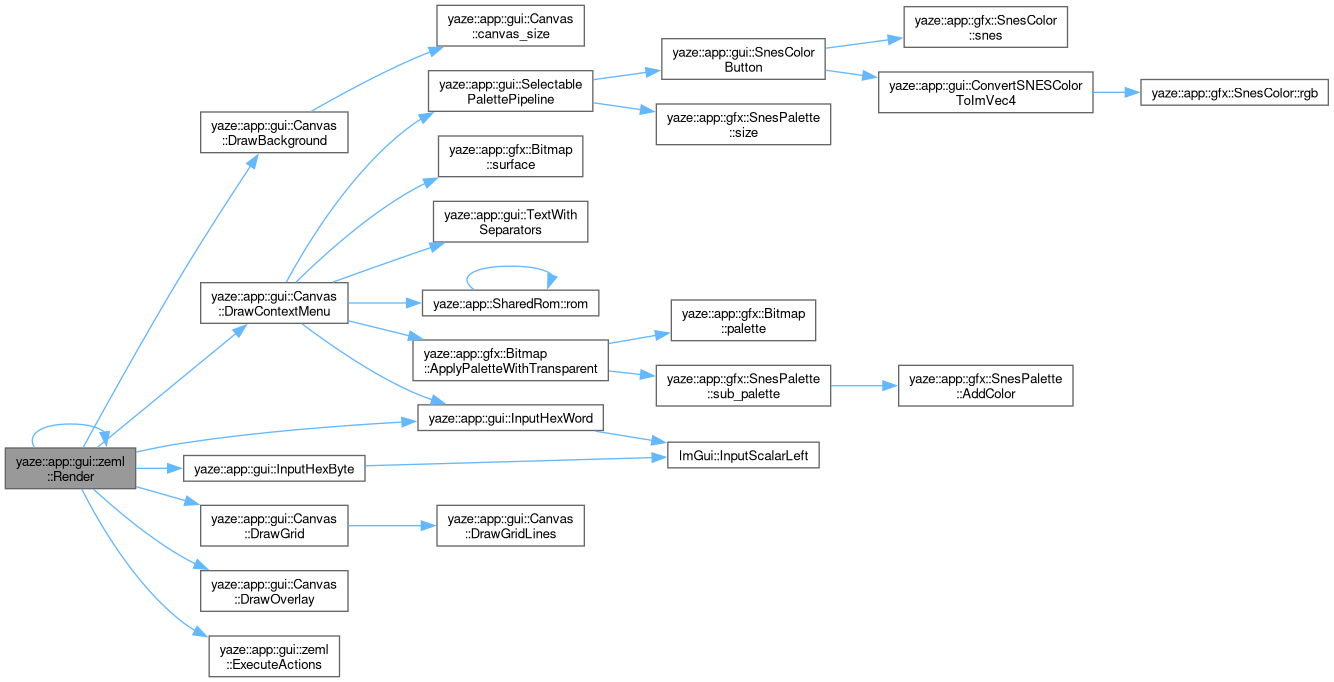 yaze::app::gui::Canvas
::canvas_size
yaze::app::gfx::SnesColor
::snes
yaze::app::gui::SnesColor
Button
yaze::app::gui::Selectable
PalettePipeline
yaze::app::gui::ConvertSNESColor
ToImVec4
yaze::app::gfx::SnesColor::rgb
yaze::app::gfx::SnesPalette
::size
yaze::app::gui::Canvas
::DrawBackground
yaze::app::gfx::Bitmap
::surface
yaze::app::gui::TextWith
Separators
yaze::app::gui::Canvas
::DrawContextMenu
yaze::app::SharedRom::rom
yaze::app::gfx::Bitmap
::palette
yaze::app::gfx::Bitmap
::ApplyPaletteWithTransparent
yaze::app::gfx::SnesPalette
::sub_palette
yaze::app::gfx::SnesPalette
::AddColor
yaze::app::gui::InputHexWord
yaze::app::gui::zeml
::Render
yaze::app::gui::InputHexByte
ImGui::InputScalarLeft
yaze::app::gui::Canvas
::DrawGrid
yaze::app::gui::Canvas
::DrawGridLines
yaze::app::gui::Canvas
::DrawOverlay
yaze::app::gui::zeml
::ExecuteActions